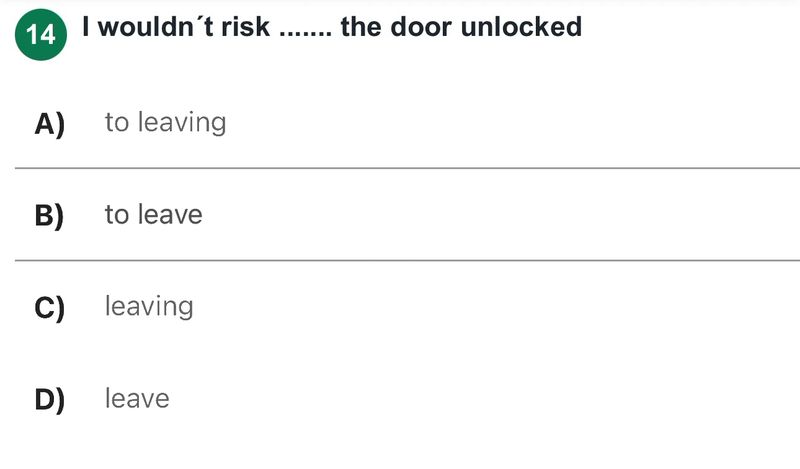 14 I wouldn´t risk ....... the door unlocked
A) to leaving
B) to leave
C) leaving
D) leave